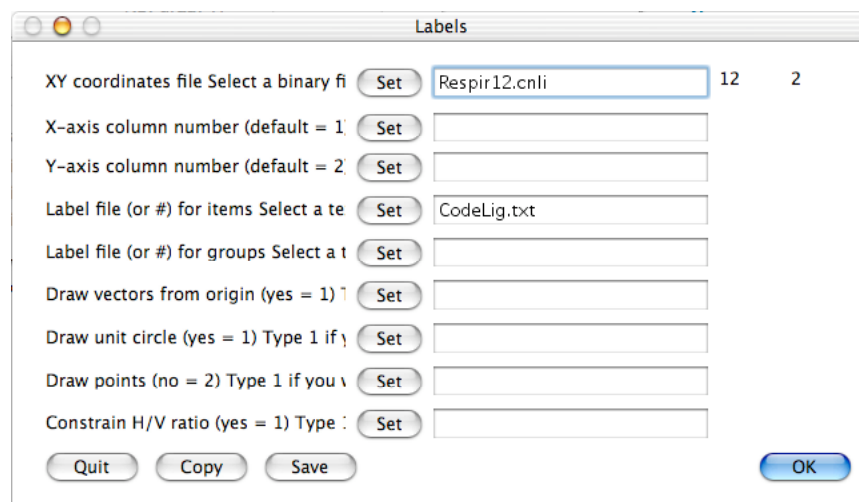 Labels
XY coordinates file Select a binary fi Set Respir12.cnli 12 2
X-axis column number (default = 1) Set
Y-axis column number (default = 2) Set
Label file (or #) for items Select a te Set CodeLig.txt
Label file (or #) for groups Select a t Set
Draw vectors from origin (yes = 1) T Set
Draw unit circle (yes = 1) Type 1 if y Set
Draw points (no = 2) Type 1 if you v Set
Constrain H/V ratio (yes = 1) Type 1 Set
Quit Copy Save OK